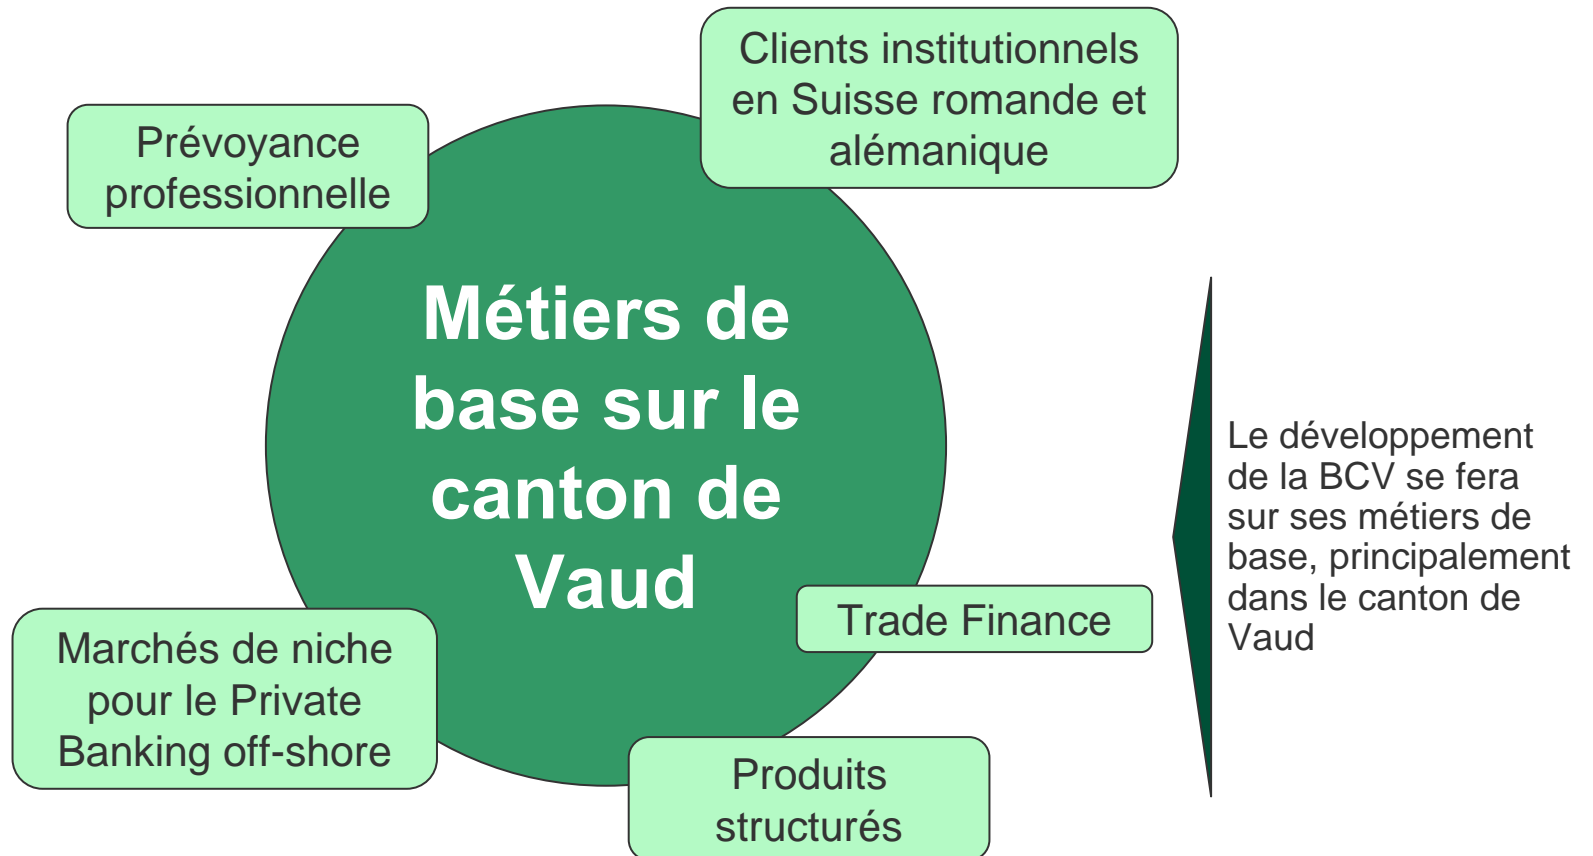 Clients institutionnels
en Suisse romande et
alémanique
Prévoyance
professionnelle
Métiers de
base sur le
canton de
Vaud
Le développement
de la BCV se fera
sur ses métiers de
base, principalement
dans le canton de
Vaud
Trade Finance
Marchés de niche
pour le Private
Banking off-shore
Produits
structurés